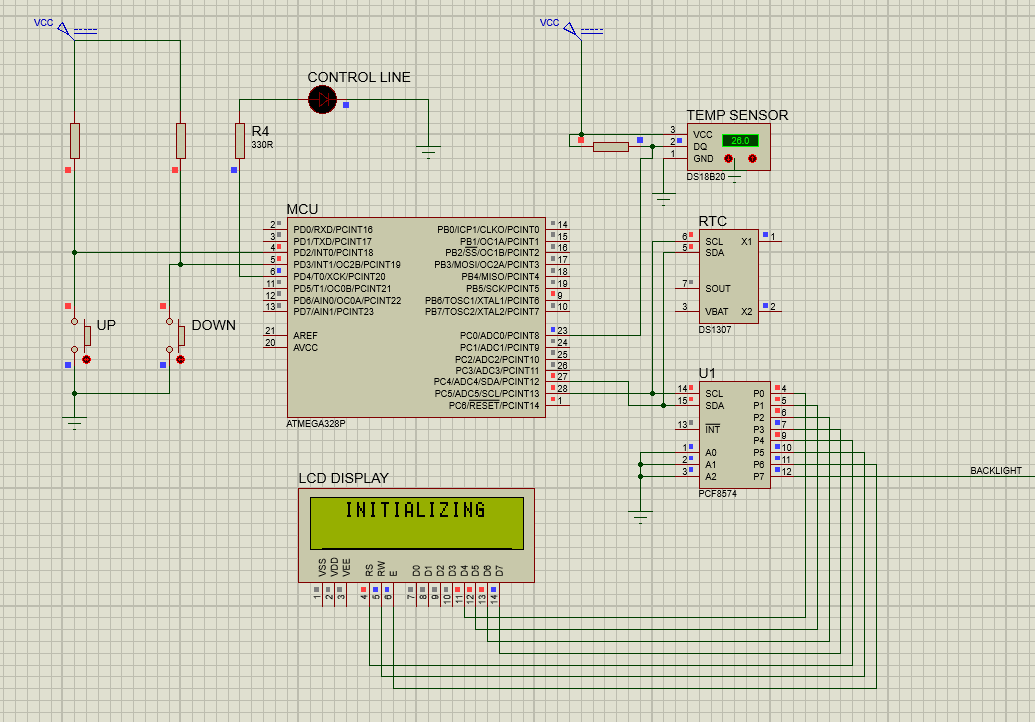 VCC
VCC
CONTROL LINE
R4
330R
TEMP SENSOR
3 VCC
2 DQ
1 GND
26.0
DS18B20
MCU
2 PD0/RXD/PCINT16
3 PD1/TXD/PCINT17
4 PD2/INT0/PCINT18
5 PD3/INT1/OC2B/PCINT19
6 PD4/T0/XCK/PCINT20
11 PD5/T1/OC0B/PCINT21
12 PD6/AIN0/OC0A/PCINT22
13 PD7/AIN1/PCINT23
21 AREF
20 AVCC
PB0/ICP1/CLKO/PCINT0 14
PB1/OC1A/PCINT1 15
PB2/SS/OC1B/PCINT2 16
PB3/MOSI/OC2A/PCINT3 17
PB4/MISO/PCINT4 18
PB5/SCK/PCINT5 19
PB6/TOSC1/XTAL1/PCINT6 9
PB7/TOSC2/XTAL2/PCINT7 10
PC0/ADC0/PCINT8 23
PC1/ADC1/PCINT9 24
PC2/ADC2/PCINT10 25
PC3/ADC3/PCINT11 26
PC4/ADC4/SDA/PCINT12 27
PC5/ADC5/SCL/PCINT13 28
PC6/RESET/PCINT14 1
ATMEGA328P
UP
DOWN
RTC
6 SCL X1 1
5 SDA
7 SOUT
3 VBAT X2 2
DS1307
U1
14 SCL P0 4
15 SDA P1 5
P2 6
13 INT P3 7
P4 9
1 A0 P5 10
2 A1 P6 11
3 A2 P7 12
PCF8574
BACKLIGHT
LCD DISPLAY
INITIALIZING
VSS VDD VEE RS RW E D0 D1 D2 D3 D4 D5 D6 D7
1 2 3 4 5 6 7 8 9 10 11 12 13 14